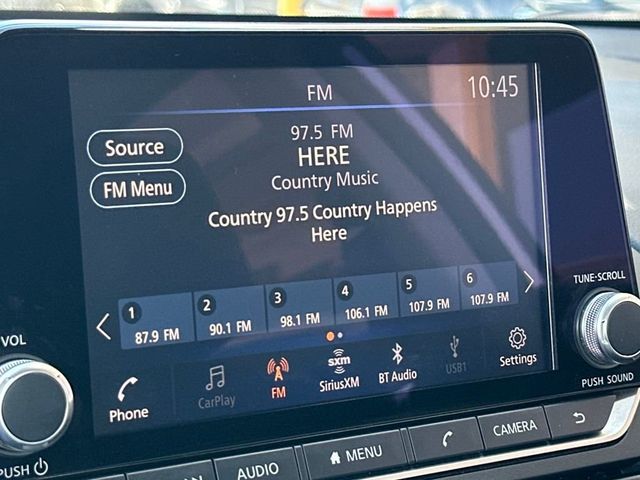 FM
10:45
Source
97.5 FM
HERE
FM Menu
Country Music
Country 97.5 Country Happens
Here
1 87.9 FM
2 90.1 FM
3 98.1 FM
4 106.1 FM
5 107.9 FM
6 107.9 FM
Phone
CarPlay
FM
sxm
SiriusXM
BT Audio
USB1
Settings
VOL
PUSH
TUNE•SCROLL
PUSH SOUND
AUDIO
MENU
CAMERA